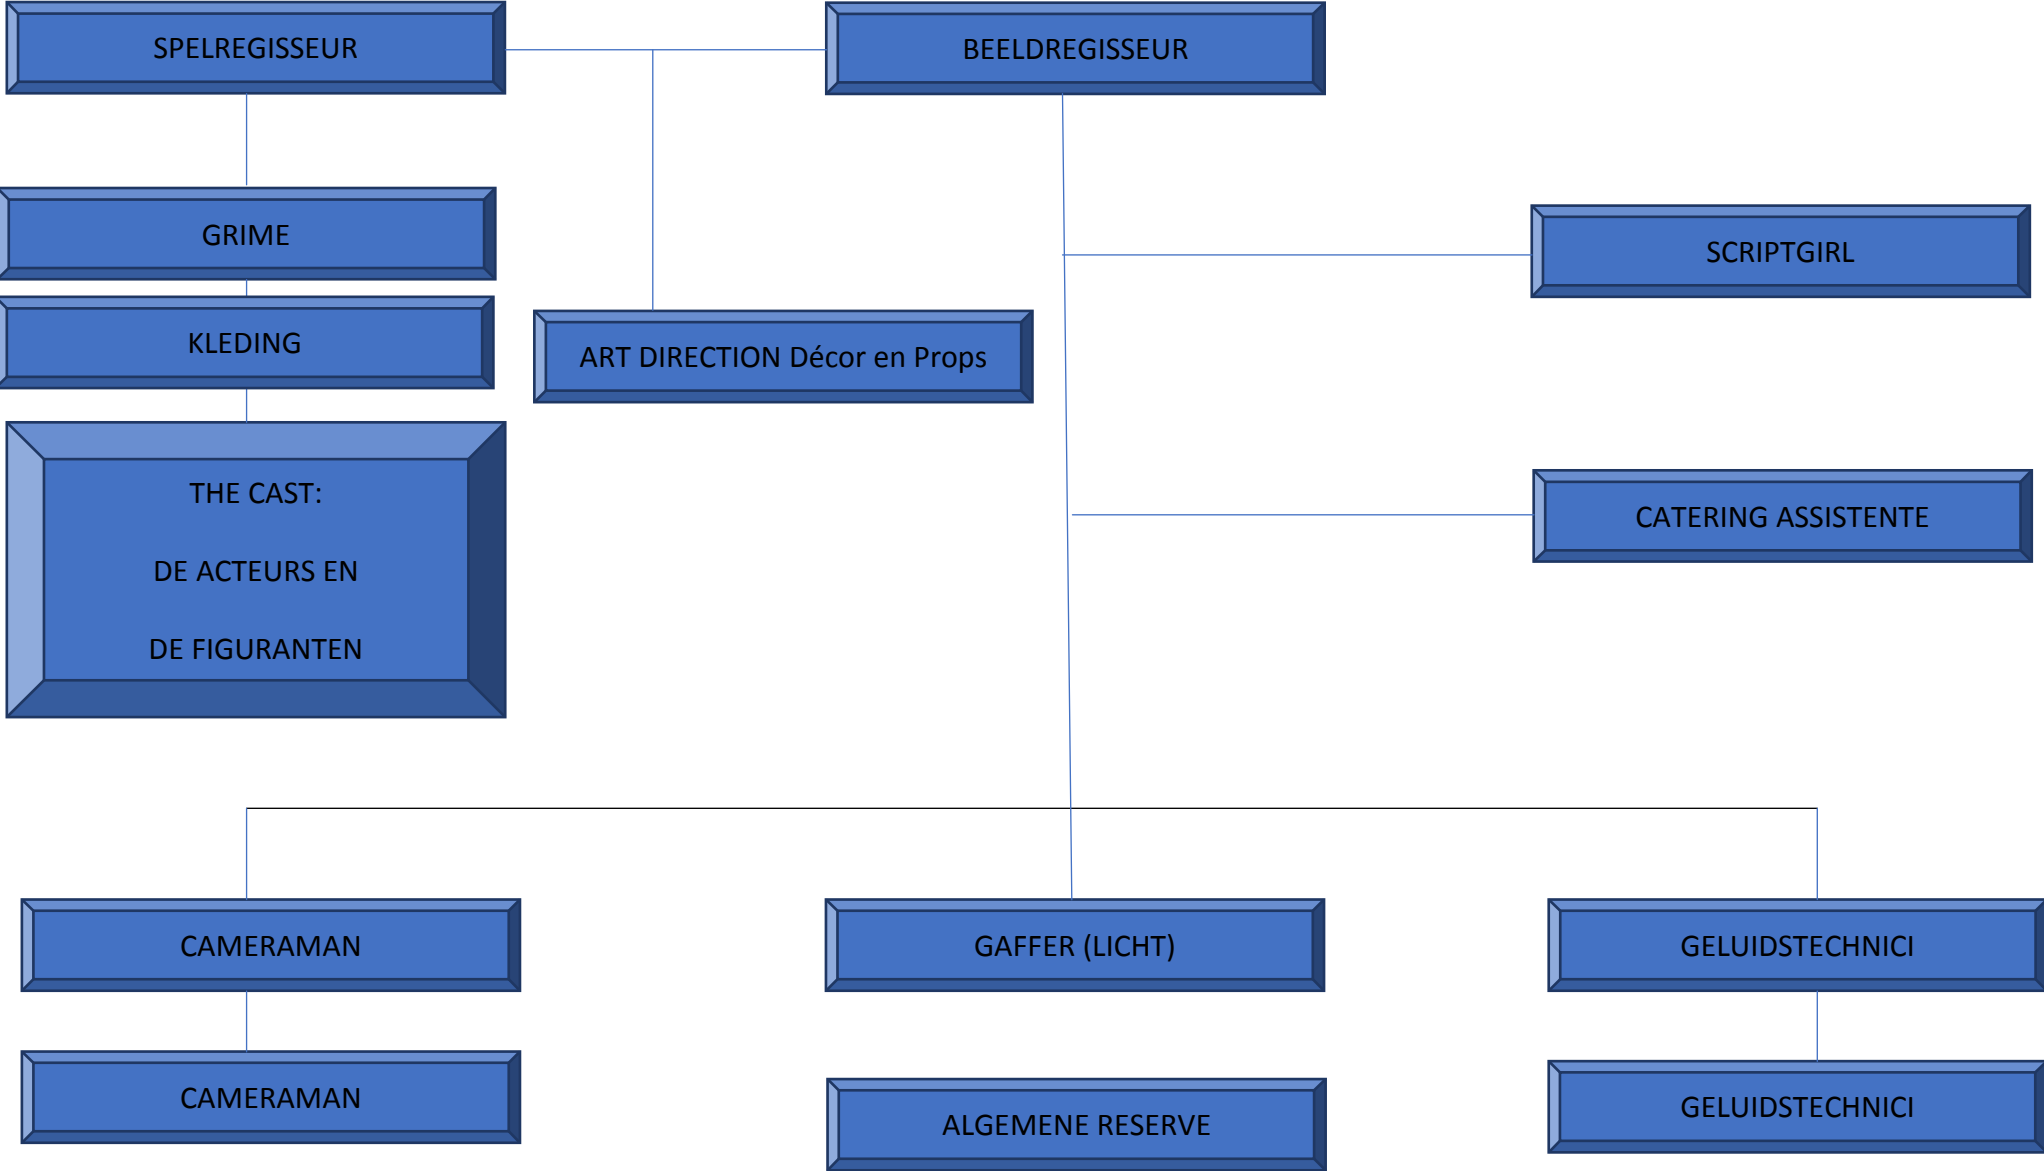 SPELREGISSEUR
BEELDREGISSEUR
GRIME
SCRIPTGIRL
KLEDING
ART DIRECTION Décor en Props
THE CAST:
DE ACTEURS EN
DE FIGURANTEN
CATERING ASSISTENTE
CAMERAMAN
GAFFER (LICHT)
GELUIDSTECHNICI
CAMERAMAN
ALGEMENE RESERVE
GELUIDSTECHNICI